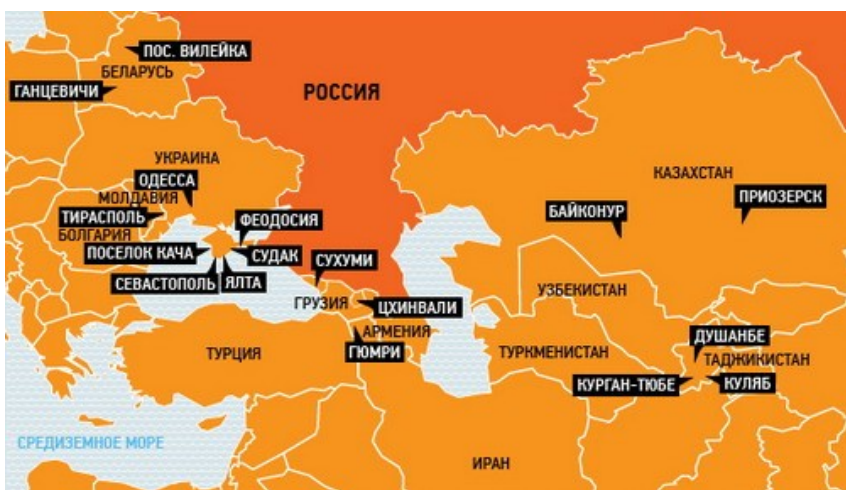 ПОС. ВИЛЕЙКА
БЕЛАРУСЬ
ГАНЦЕВИЧИ
РОССИЯ
УКРАИНА
КАЗАХСТАН
ОДЕССА
МОЛДАВИЯ
ПРИОЗЕРСК
ТИРАСПОЛЬ
БАЙКОНУР
ФЕОДОСИЯ
БОЛГАРИЯ
ПОСЕЛОК КАЧА
СУДАК
СУХУМИ
СЕВАСТОПОЛЬ
ЯЛТА
УЗБЕКИСТАН
ГРУЗИЯ
ЦХИНВАЛИ
АРМЕНИЯ
ДУШАНБЕ
ТУРЦИЯ
ГЮМРИ
ТУРКМЕНИСТАН
ТАДЖИКИСТАН
КУРГАН-ТЮБЕ
КУЛЯБ
СРЕДИЗЕМНОЕ МОРЕ
ИРАН